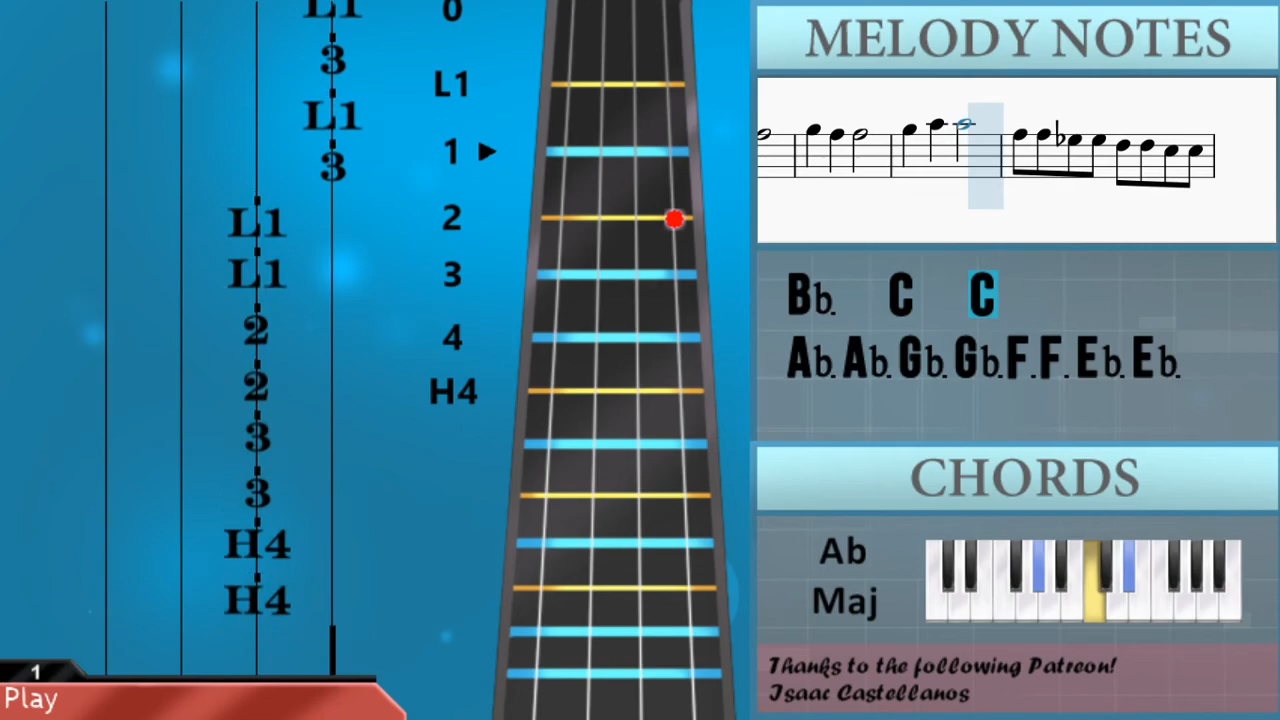 L1
3
L1
3
L1
L1
2
2
3
3
H4
H4
0
L1
1
2
3
4
H4
1
Play
MELODY NOTES
Bb. C C
Ab. Ab. Gb. Gb. F. F. Eb. Eb.
CHORDS
Ab
Maj
Thanks to the following Patreon!
Isaac Castellanos